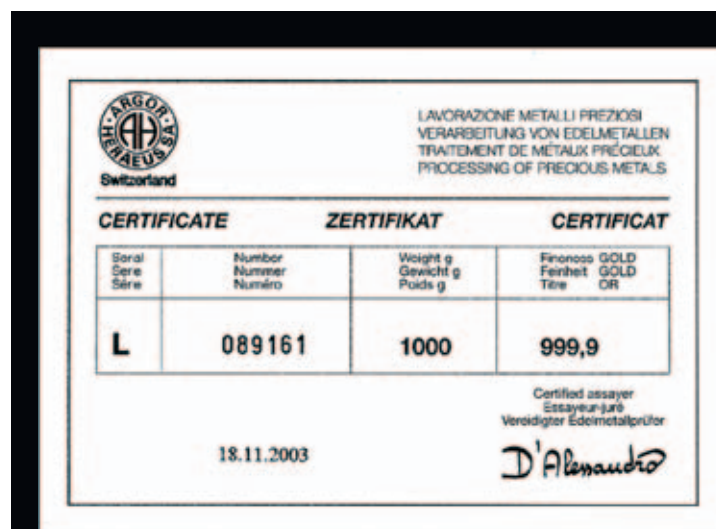 ARGOR
HERAEUS SA
AH
Switzerland
LAVORAZIONE METALLI PREZIOSI
VERARBEITUNG VON EDELMETALLEN
TRAITEMENT DE MÉTAUX PRÉCIEUX
PROCESSING OF PRECIOUS METALS
CERTIFICATE ZERTIFIKAT CERTIFICAT
Serial Number Weight g Fineness GOLD
Serie Nummer Gewicht g Feinheit GOLD
Série Numéro Poids g Titre OR
L 089161 1000 999,9
Certified assayer
Essayeur-juré
Vereidigter Edelmetallprüfer
18.11.2003 D'Alessandro